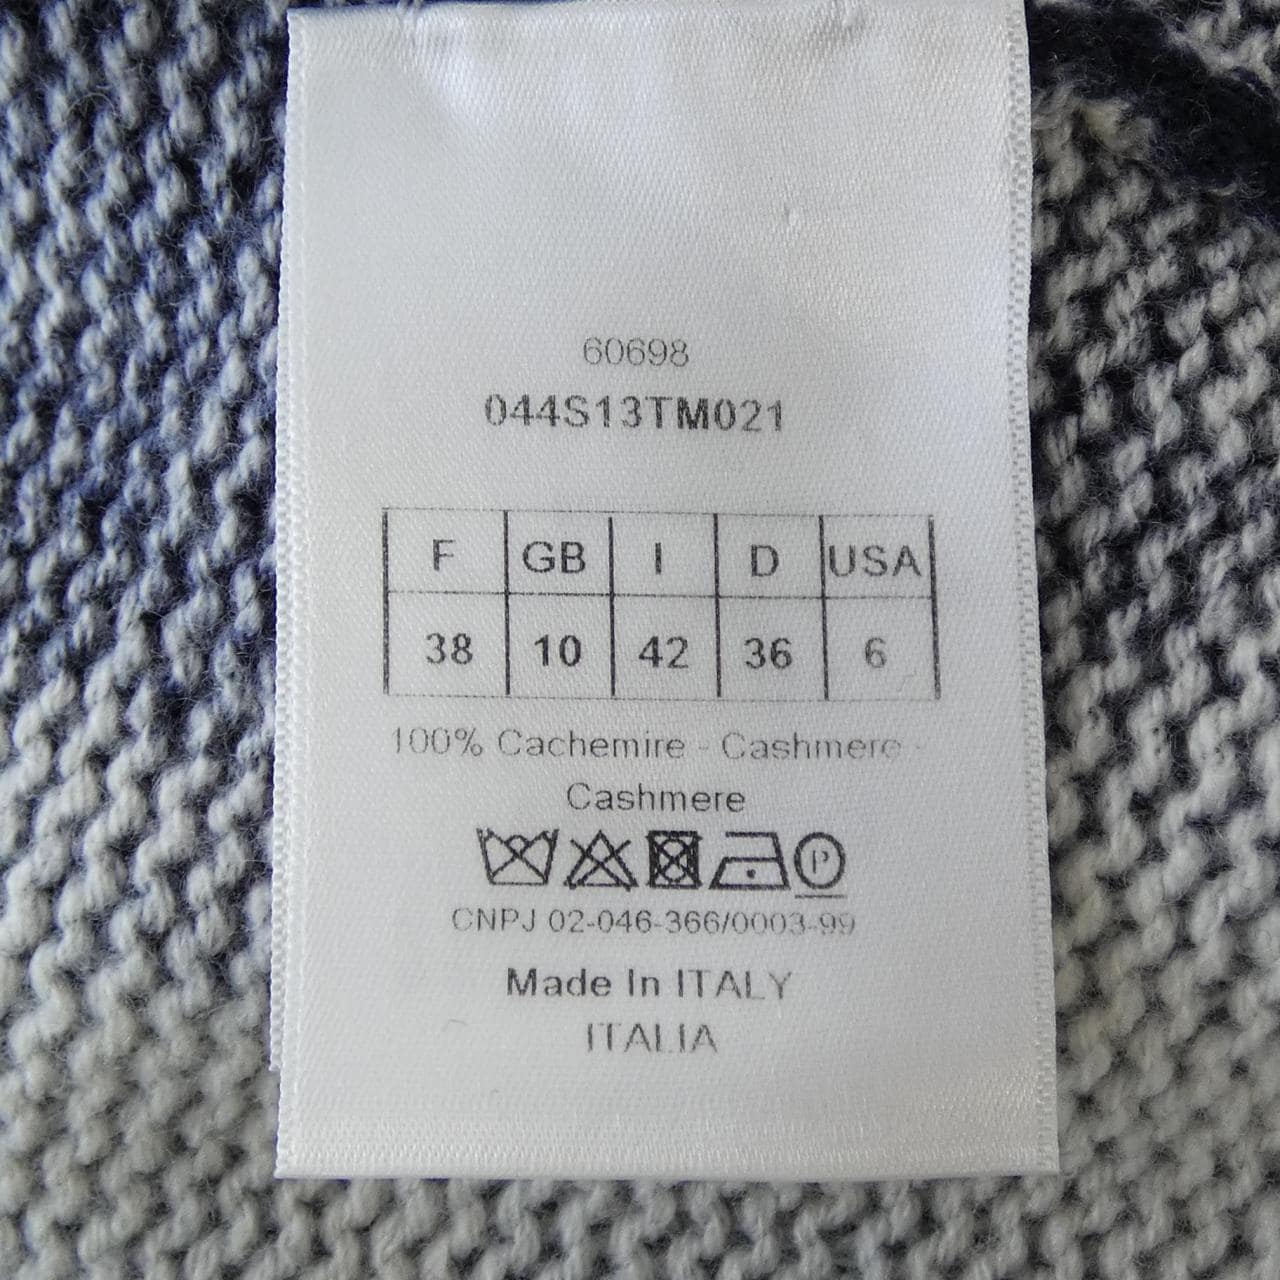 60698
044S13TM021
F GB I D USA
38 10 42 36 6
100% Cachemire - Cashmere -
Cashmere
P
CNPJ 02-046-366/0003-99
Made In ITALY
ITALIA